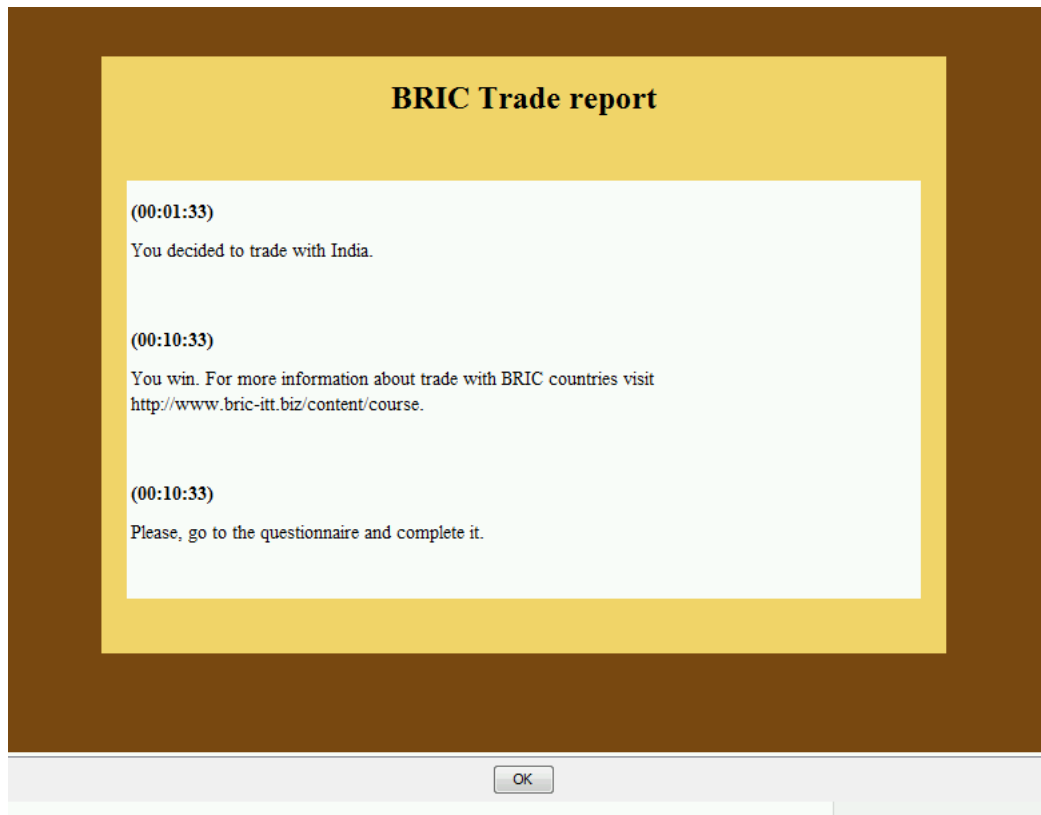 BRIC Trade report
(00:01:33)
You decided to trade with India.
(00:10:33)
You win. For more information about trade with BRIC countries visit
http://www.bric-itt.biz/content/course.
(00:10:33)
Please, go to the questionnaire and complete it.
OK